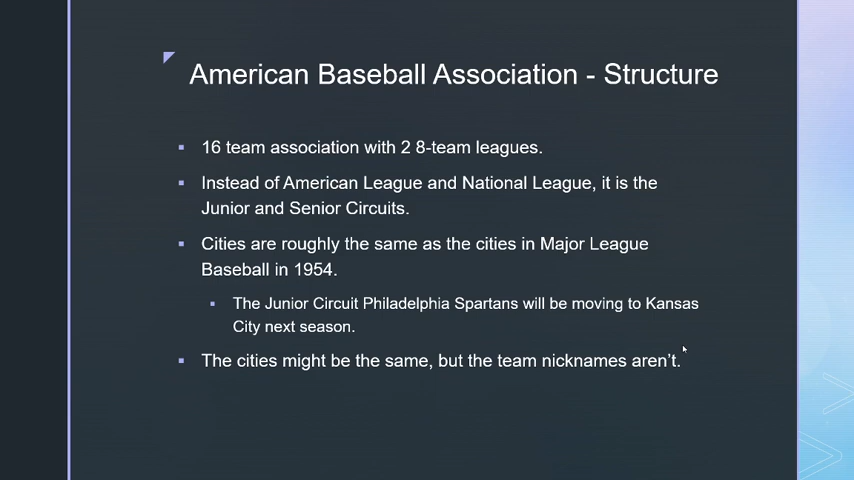 American Baseball Association - Structure
16 team association with 2 8-team leagues.
Instead of American League and National League, it is the
Junior and Senior Circuits.
Cities are roughly the same as the cities in Major League
Baseball in 1954.
The Junior Circuit Philadelphia Spartans will be moving to Kansas
City next season.
The cities might be the same, but the team nicknames aren't.